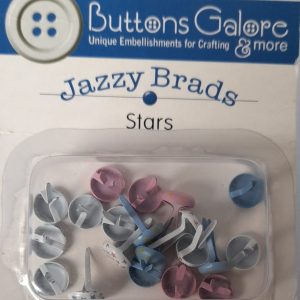 Buttons Galore
& more
Unique Embellishments for Crafting
Jazzy Brads
Stars